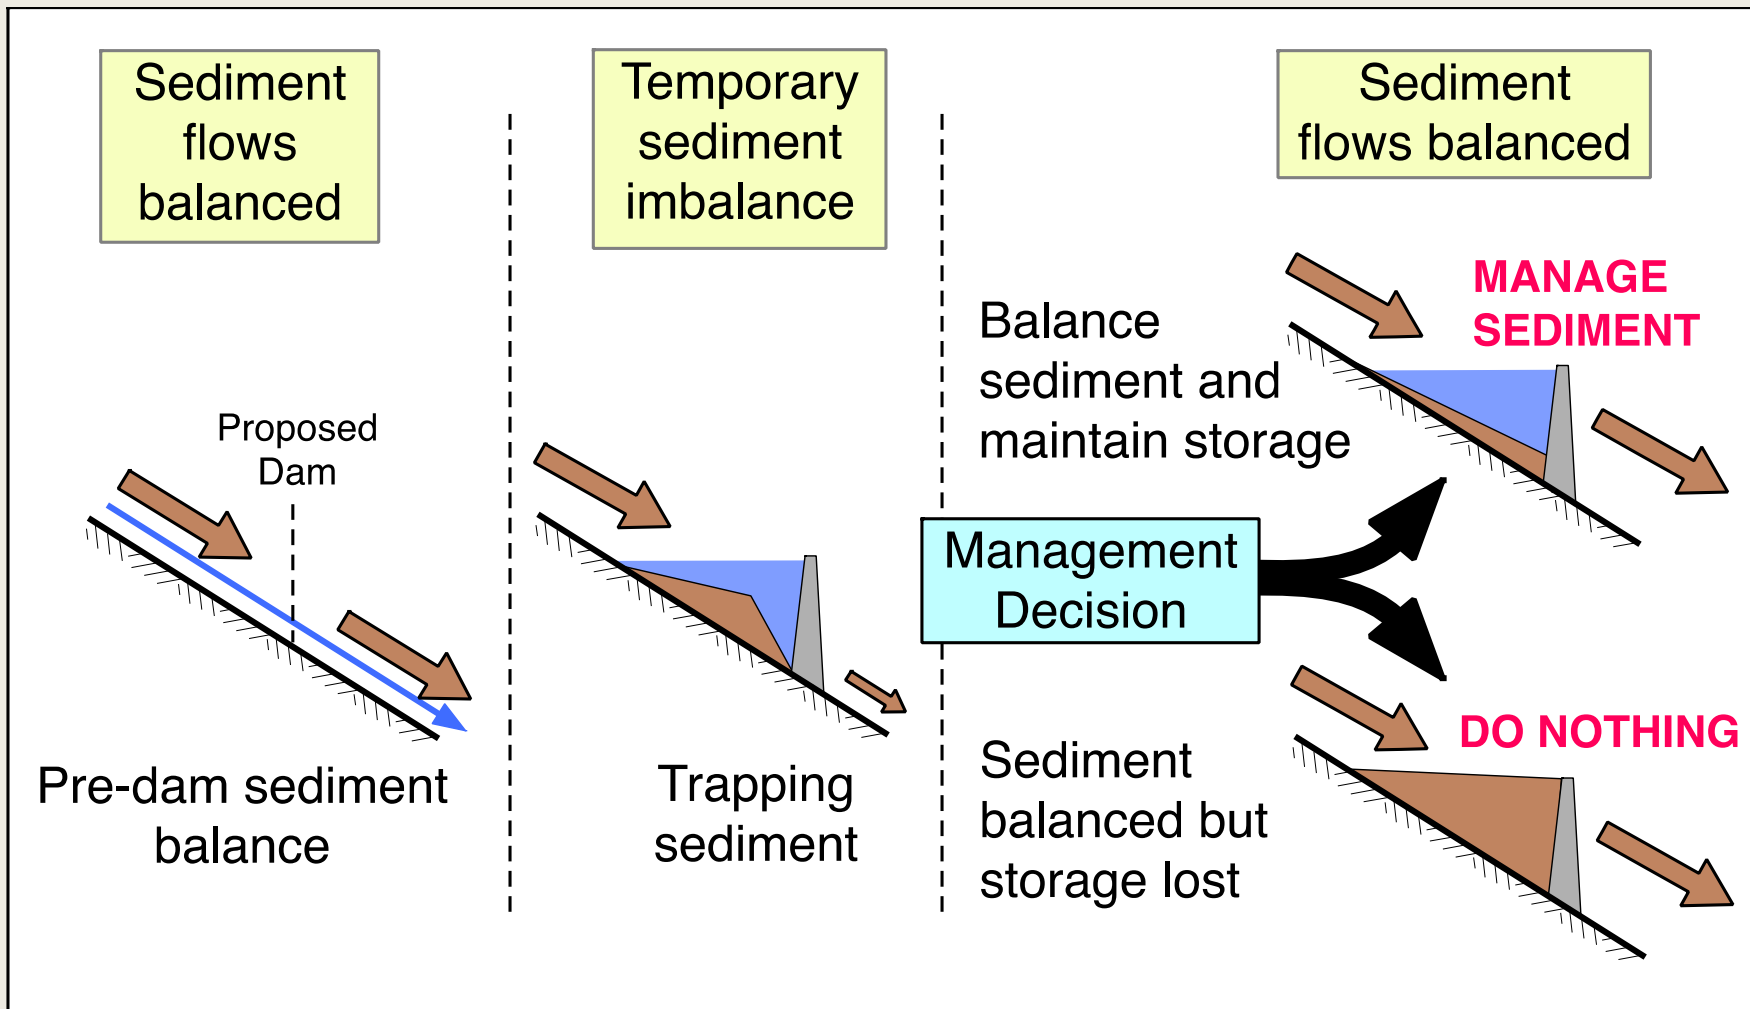 Sediment
flows
balanced
Proposed
Dam
Pre-dam sediment
balance
Temporary
sediment
imbalance
Trapping
sediment
Sediment
flows balanced
Balance
sediment and
maintain storage
MANAGE
SEDIMENT
Management
Decision
Sediment
balanced but
storage lost
DO NOTHING